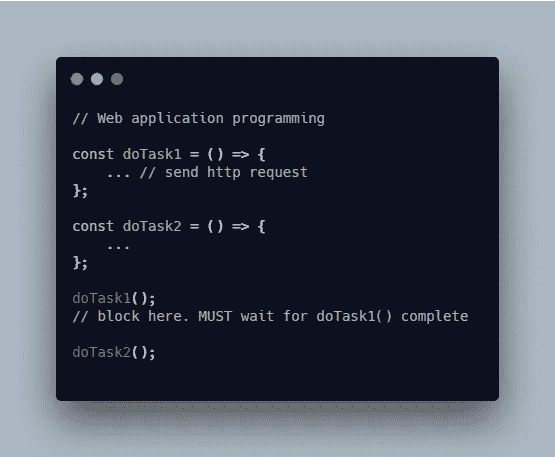 // Web application programming
const doTask1 = () => {
... // send http request
};
const doTask2 = () => {
...
};
doTask1();
// block here. MUST wait for doTask1() complete
doTask2();